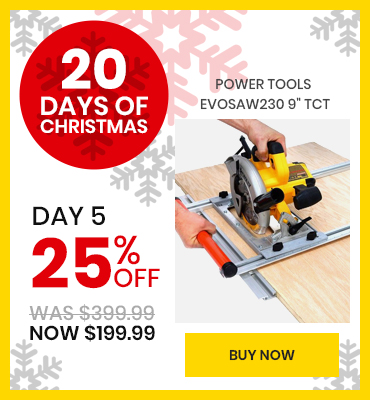 20
DAYS OF
CHRISTMAS
POWER TOOLS
EVOSAW230 9" TCT
DAY 5
25% OFF
WAS $399.99
NOW $199.99
BUY NOW